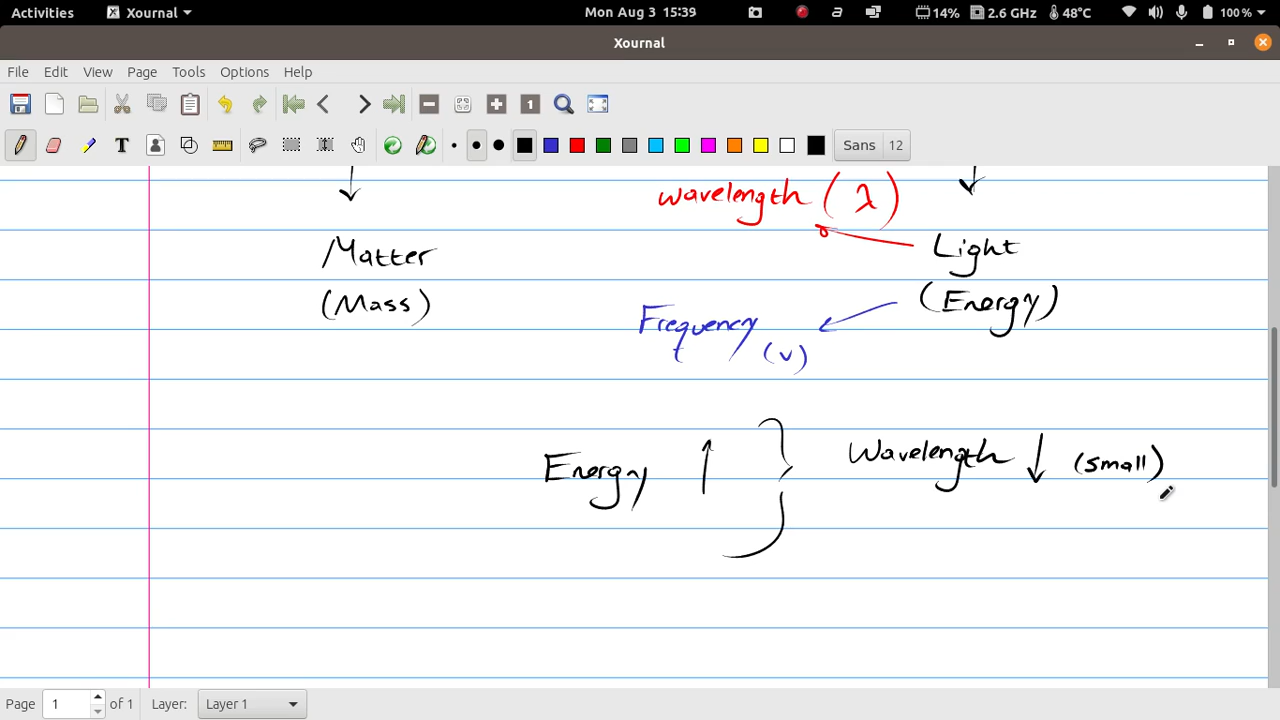 Activities Xournal Mon Aug 3 15:39 a 14% 2.6 GHz 48°C 100 %
Xournal
File Edit View Page Tools Options Help
1
T Sans 12
wavelength (λ)
Matter
Light
(Mass)
(Energy)
Frequency
(ν)
Energy ↑ } Wavelength ↓ (small)
Page 1 of 1 Layer: Layer 1